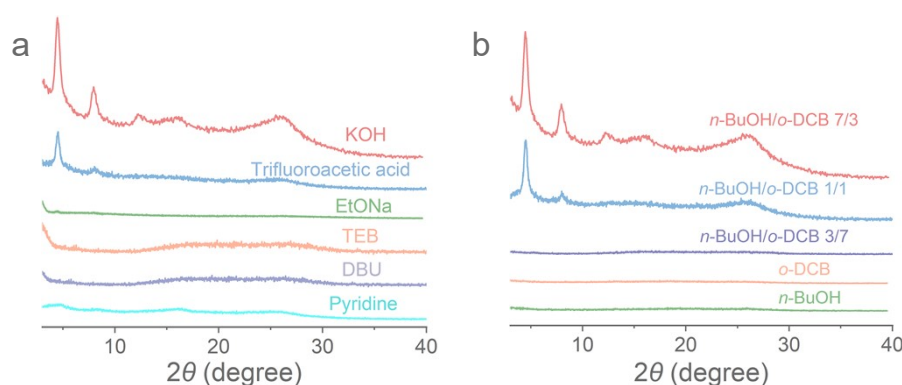 a
KOH
Trifluoroacetic acid
EtONa
TEB
DBU
Pyridine
10 20 30 40
2θ (degree)
b
n-BuOH/o-DCB 7/3
n-BuOH/o-DCB 1/1
n-BuOH/o-DCB 3/7
o-DCB
n-BuOH
10 20 30 40
2θ (degree)